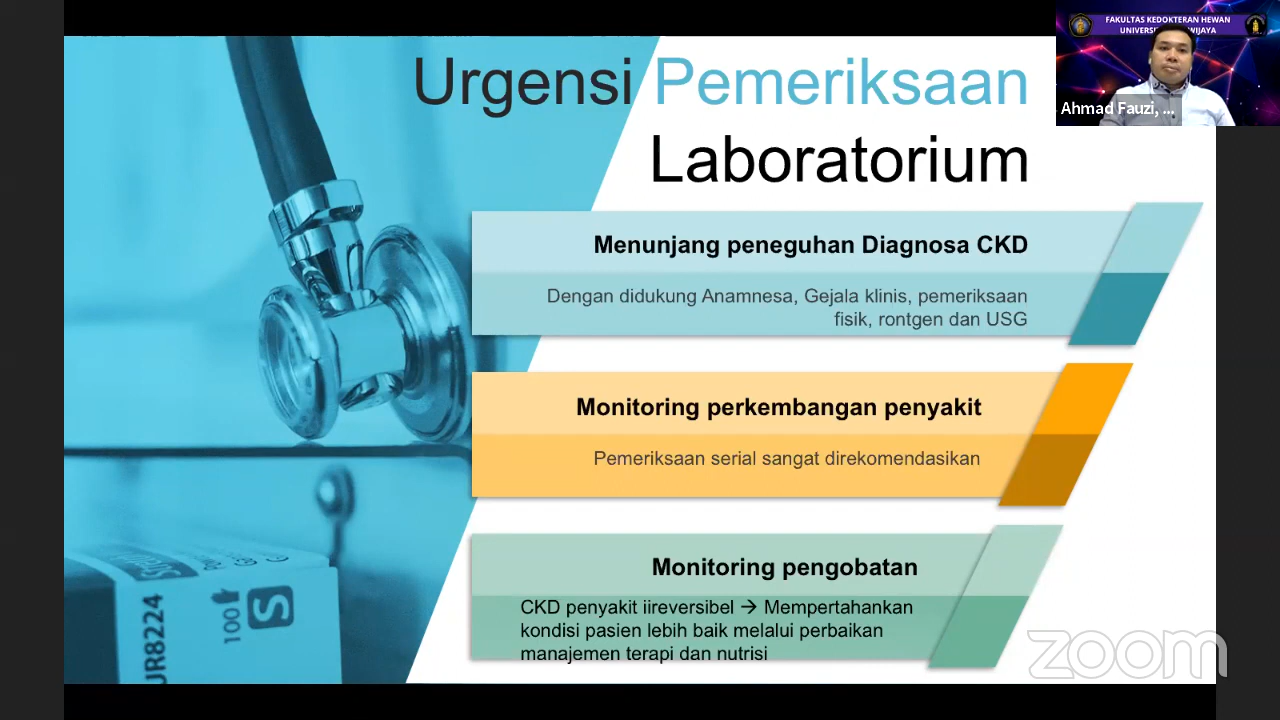 Urgensi Pemeriksaan
Laboratorium
FAKULTAS KEDOKTERAN HEWAN
Ahmad Fauzi, ...
Menunjang peneguhan Diagnosa CKD
Dengan didukung Anamnesa, Gejala klinis, pemeriksaan
fisik, rontgen dan USG
Monitoring perkembangan penyakit
Pemeriksaan serial sangat direkomendasikan
Monitoring pengobatan
CKD penyakit iireversibel → Mempertahankan
kondisi pasien lebih baik melalui perbaikan
manajemen terapi dan nutrisi
UR8224
100
S
zoom